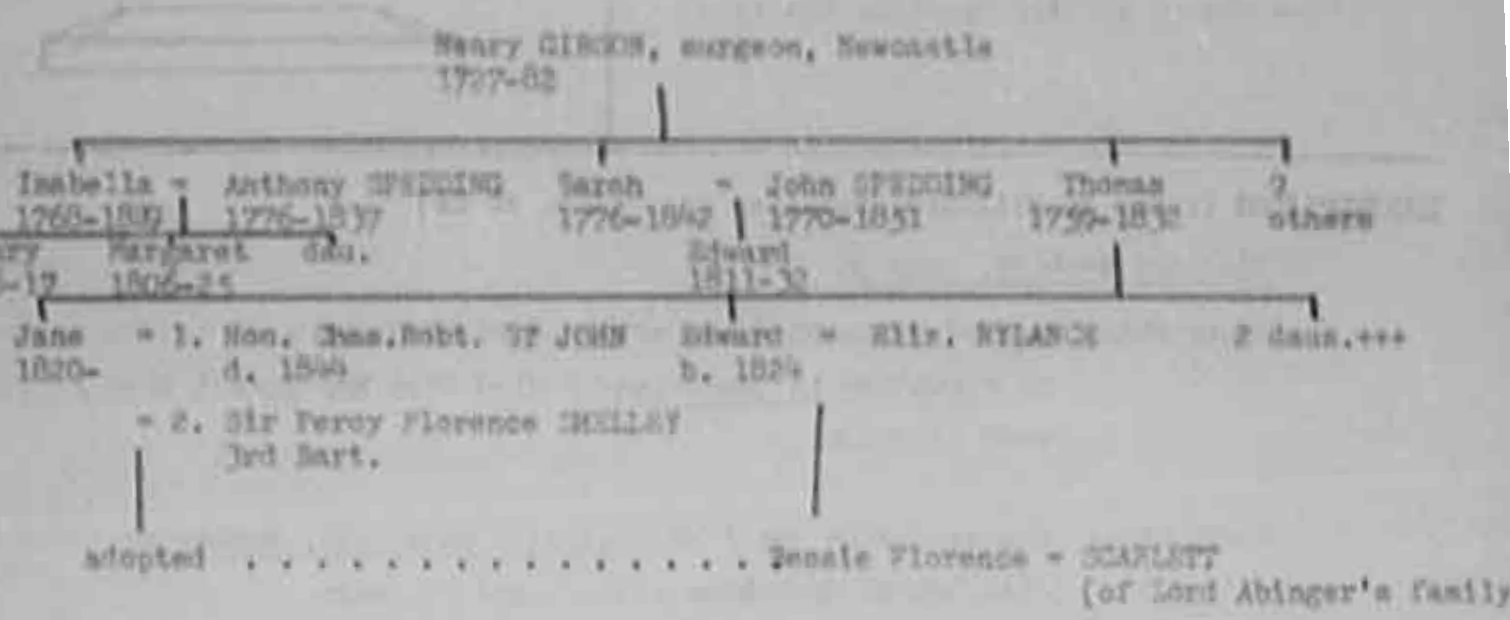 Henry GIBSON, surgeon, Newcastle
1727-82
Isabella = Anthony SPEDDING Sarah = John SPEDDING Thomas ?
1776-1837 1776-1842 1770-1851 1759-1832 others
Margaret dau. Edward
1806-25 1811-32
Jane = 1. Hon. Chas.Robt. ST JOHN Edward = Eliz. RYLANCE 2 daus.+++
1820- d. 1844 b. 1824
= 2. Sir Percy Florence SHELLEY
3rd Bart.
adopted . . . . . . . . . . . . . . . Bessie Florence = SCARLETT
(of Lord Abinger's family